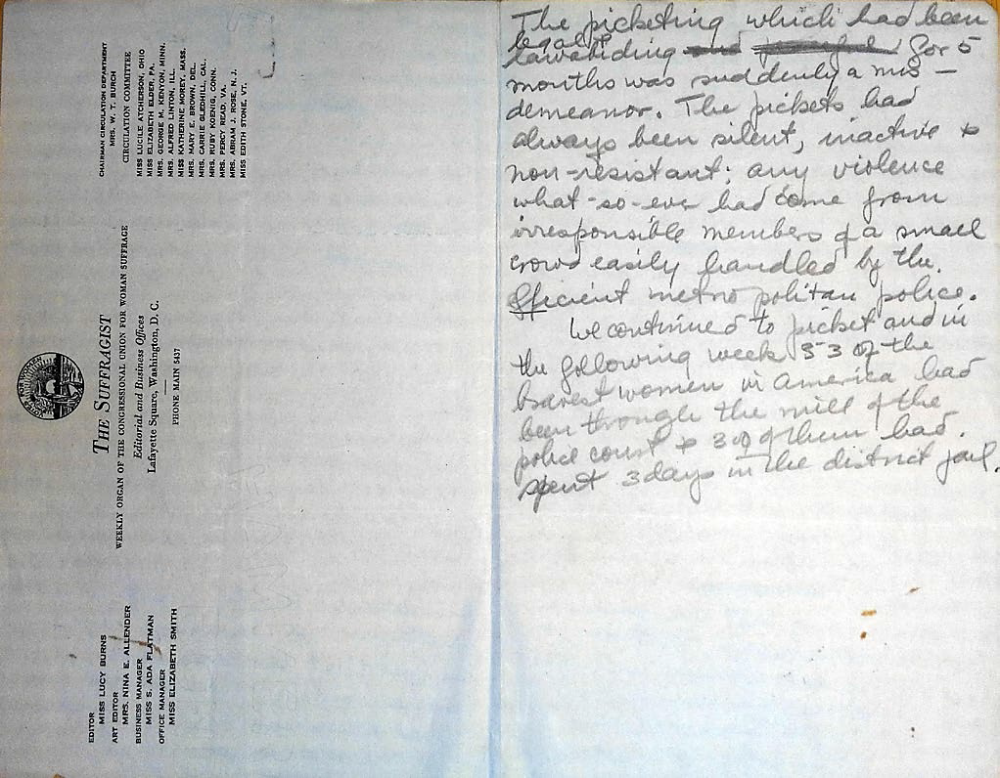 THE SUFFRAGIST
WEEKLY ORGAN OF THE CONGRESSIONAL UNION FOR WOMAN SUFFRAGE
Editorial and Business Offices
Lafayette Square, Washington, D. C.
PHONE MAIN 5437
EDITOR
MISS LUCY BURNS
ART EDITOR
MRS. NINA E. ALLENDER
BUSINESS MANAGER
MISS S. ADA FLATMAN
OFFICE MANAGER
MISS ELIZABETH SMITH
CHAIRMAN CIRCULATION DEPARTMENT
MRS. W. T. BURCH
CIRCULATION COMMITTEE
MISS LUCILE ATCHERSON, OHIO
MISS ELIZABETH ELDER, PA.
MRS. GEORGE M. KENYON, MINN.
MRS. ALFRED LINTON, ILL.
MISS KATHERINE MOREY, MASS.
MRS. MARY E. BROWN, DEL.
MRS. CARRIE GLEDHILL, CAL.
MRS. RUBY KOENIG, CONN.
MRS. PERCY READ, VA.
MRS. ABRAM J. ROSE, N. J.
MISS EDITH STONE, VT.
The picketing which had been
legal &
lawabiding and for 5
months was suddenly a mis-
demeanor. The pickets had
always been silent, inactive &
non-resistant: any violence
what-so-ever had come from
irresponsible members of a small
crowd easily handled by the
efficient metropolitan police.
We continued to picket and in
the following week 33 of the
bravest women in America had
been through the mill of the
police court & 3 of them had
spent 3 days in the district jail.